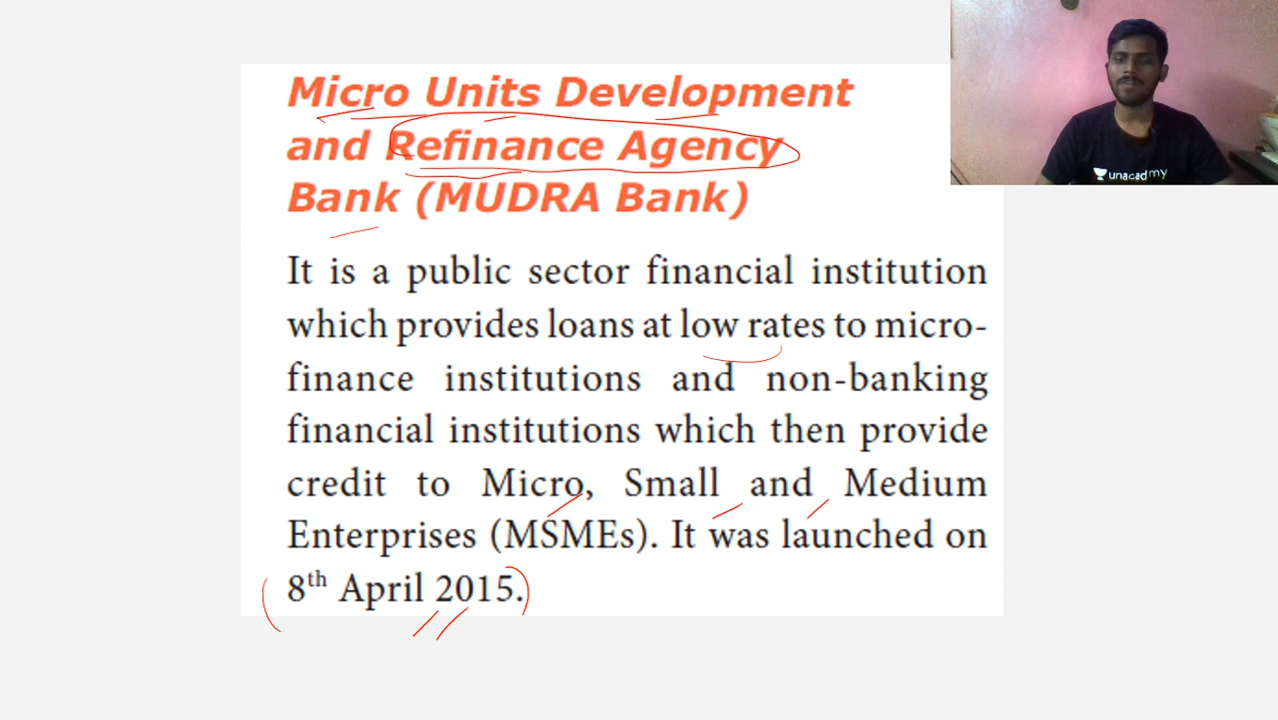 Micro Units Development
and Refinance Agency
Bank (MUDRA Bank)
It is a public sector financial institution
which provides loans at low rates to micro-
finance institutions and non-banking
financial institutions which then provide
credit to Micro, Small and Medium
Enterprises (MSMEs). It was launched on
8th April 2015.
unacademy